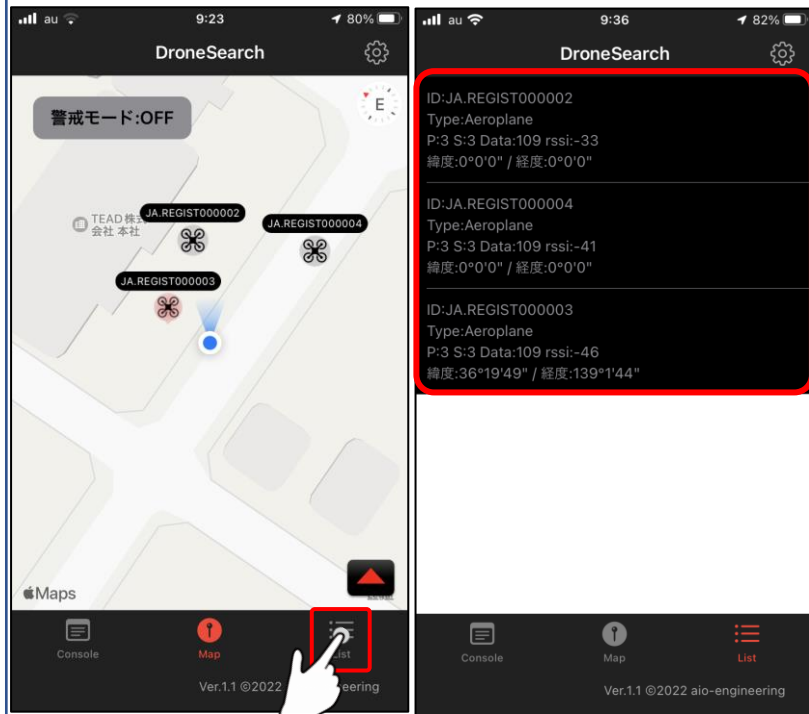 au
9:23
80%
DroneSearch
E
警戒モード:OFF
TEAD株式
会社 本社
JA.REGIST000002
JA.REGIST000004
JA.REGIST000003
Maps
Console
Map
List
Ver.1.1 ©2022
eering
au
9:36
82%
DroneSearch
ID:JA.REGIST000002
Type:Aeroplane
P:3 S:3 Data:109 rssi:-33
緯度:0°0'0" / 経度:0°0'0"
ID:JA.REGIST000004
Type:Aeroplane
P:3 S:3 Data:109 rssi:-41
緯度:0°0'0" / 経度:0°0'0"
ID:JA.REGIST000003
Type:Aeroplane
P:3 S:3 Data:109 rssi:-46
緯度:36°19'49" / 経度:139°1'44"
Console
Map
List
Ver.1.1 ©2022 aio-engineering